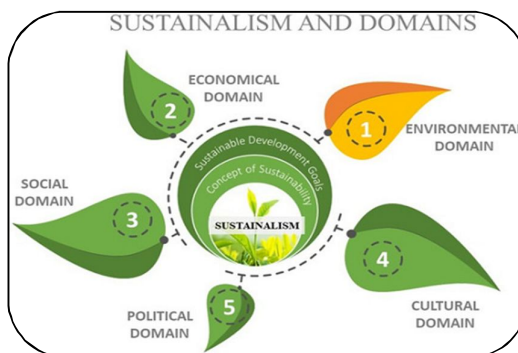 SUSTAINALISM AND DOMAINS
ECONOMICAL
DOMAIN
2
1
ENVIRONMENTAL
DOMAIN
Sustainable Development Goals
Concept of Sustainability
SUSTAINALISM
SOCIAL
DOMAIN
3
4
CULTURAL
DOMAIN
POLITICAL
DOMAIN
5